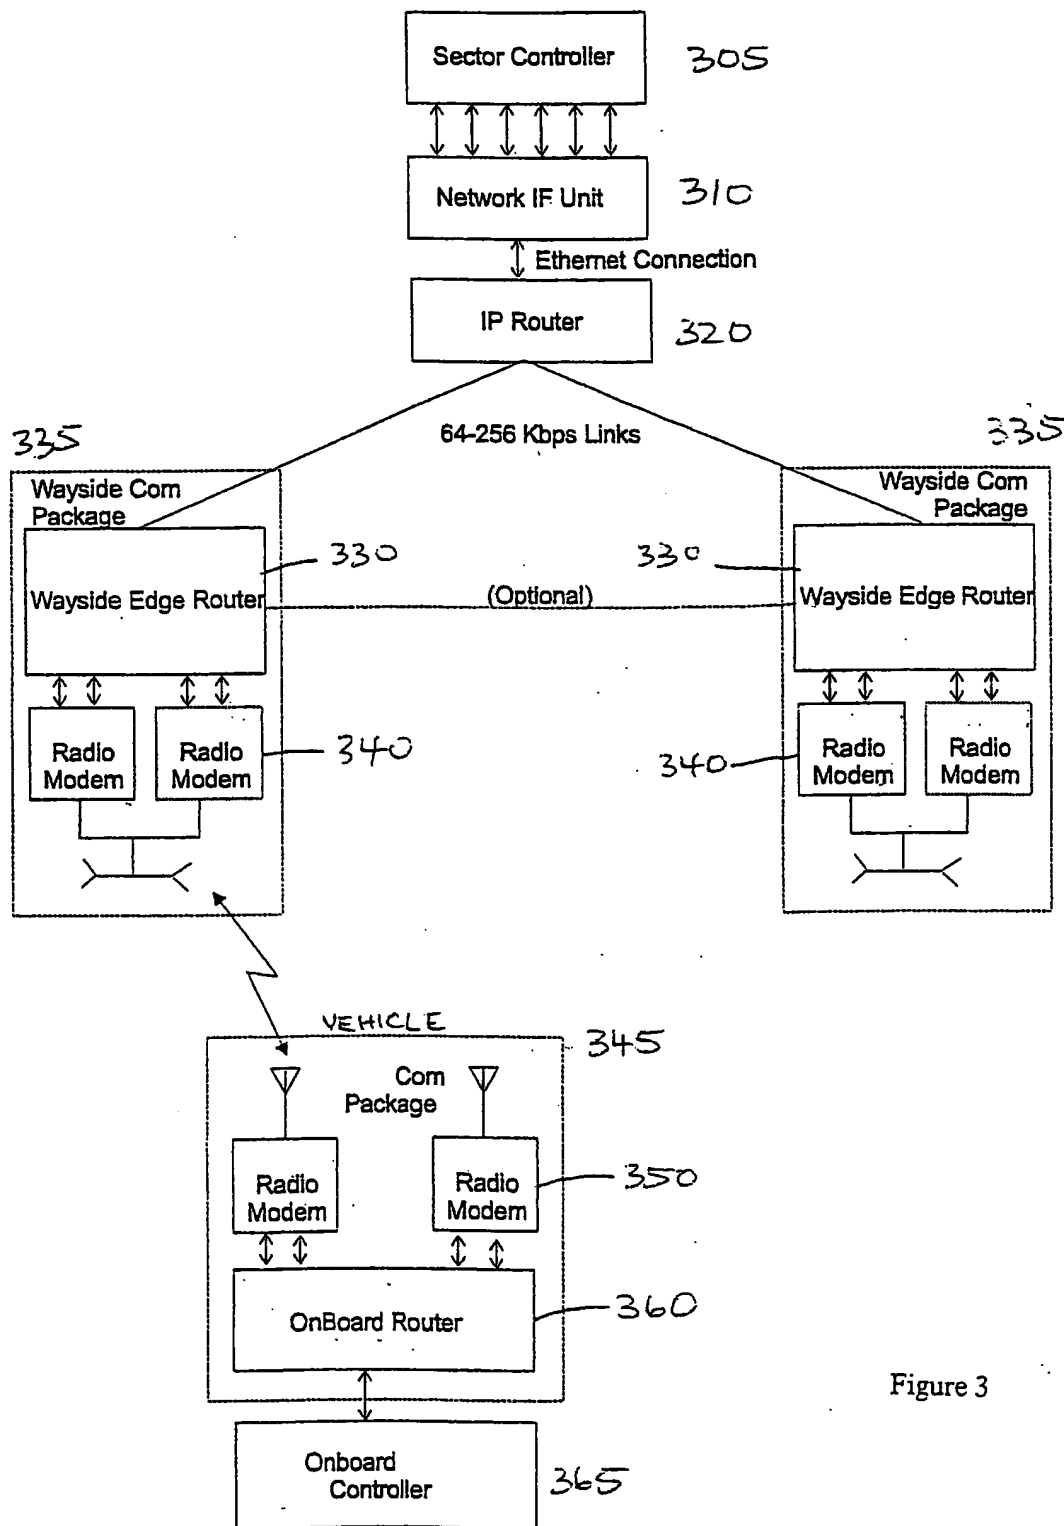 Sector Controller 305
Network IF Unit 310
Ethernet Connection
IP Router 320
64-256 Kbps Links
335
335
Wayside Com
Package
Wayside Com
Package
330
330
Wayside Edge Router
(Optional)
Wayside Edge Router
Radio
Modem
Radio
Modem
340
340
Radio
Modem
Radio
Modem
VEHICLE
345
Com
Package
Radio
Modem
Radio
Modem
350
OnBoard Router
360
Figure 3
Onboard
Controller
365